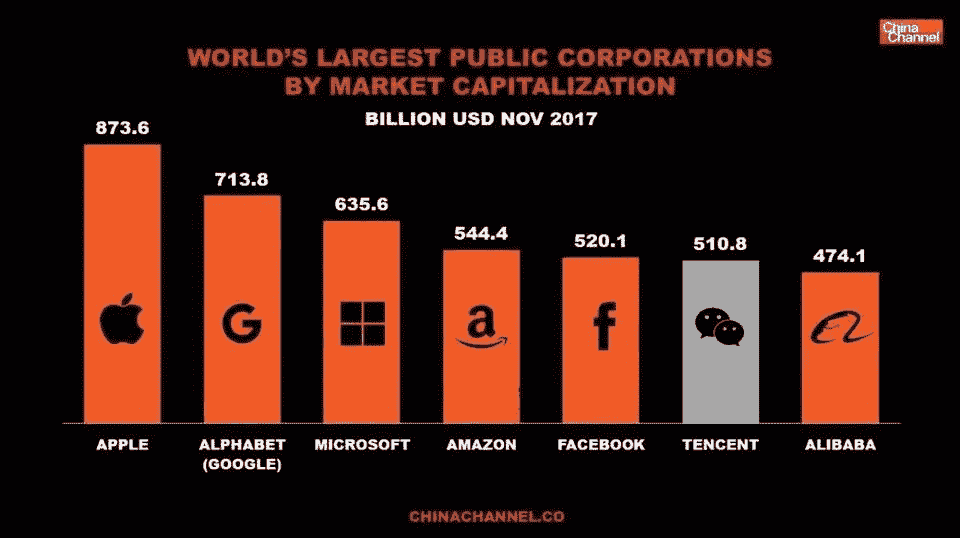 China
Channel
WORLD'S LARGEST PUBLIC CORPORATIONS
BY MARKET CAPITALIZATION
BILLION USD NOV 2017
873.6
713.8
635.6
544.4
520.1
510.8
474.1
APPLE
ALPHABET
(GOOGLE)
MICROSOFT
AMAZON
FACEBOOK
TENCENT
ALIBABA
CHINACHANNEL.CO